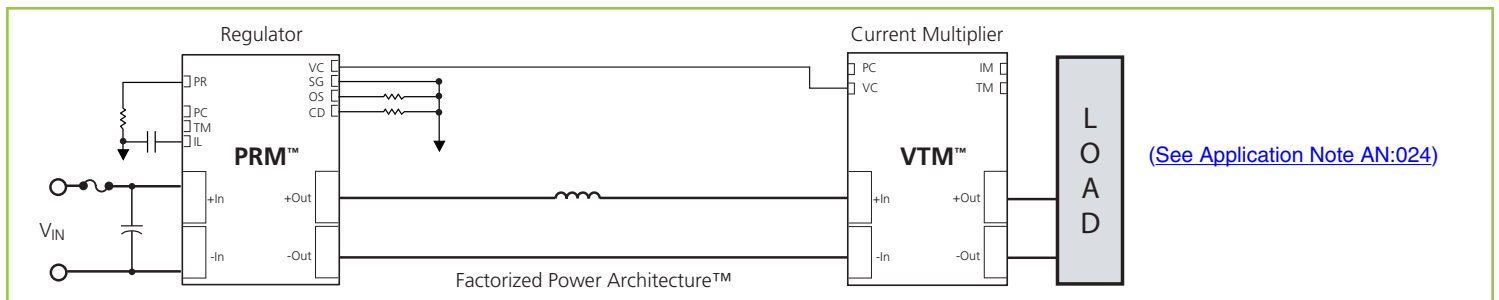 Regulator
Current Multiplier
PR
PC
TM
IL
VC
SG
OS
CD
PRM™
+In
-In
+Out
-Out
VIN
Factorized Power Architecture™
PC
VC
IM
TM
VTM™
+In
-In
+Out
-Out
L
O
A
D
(See Application Note AN:024)